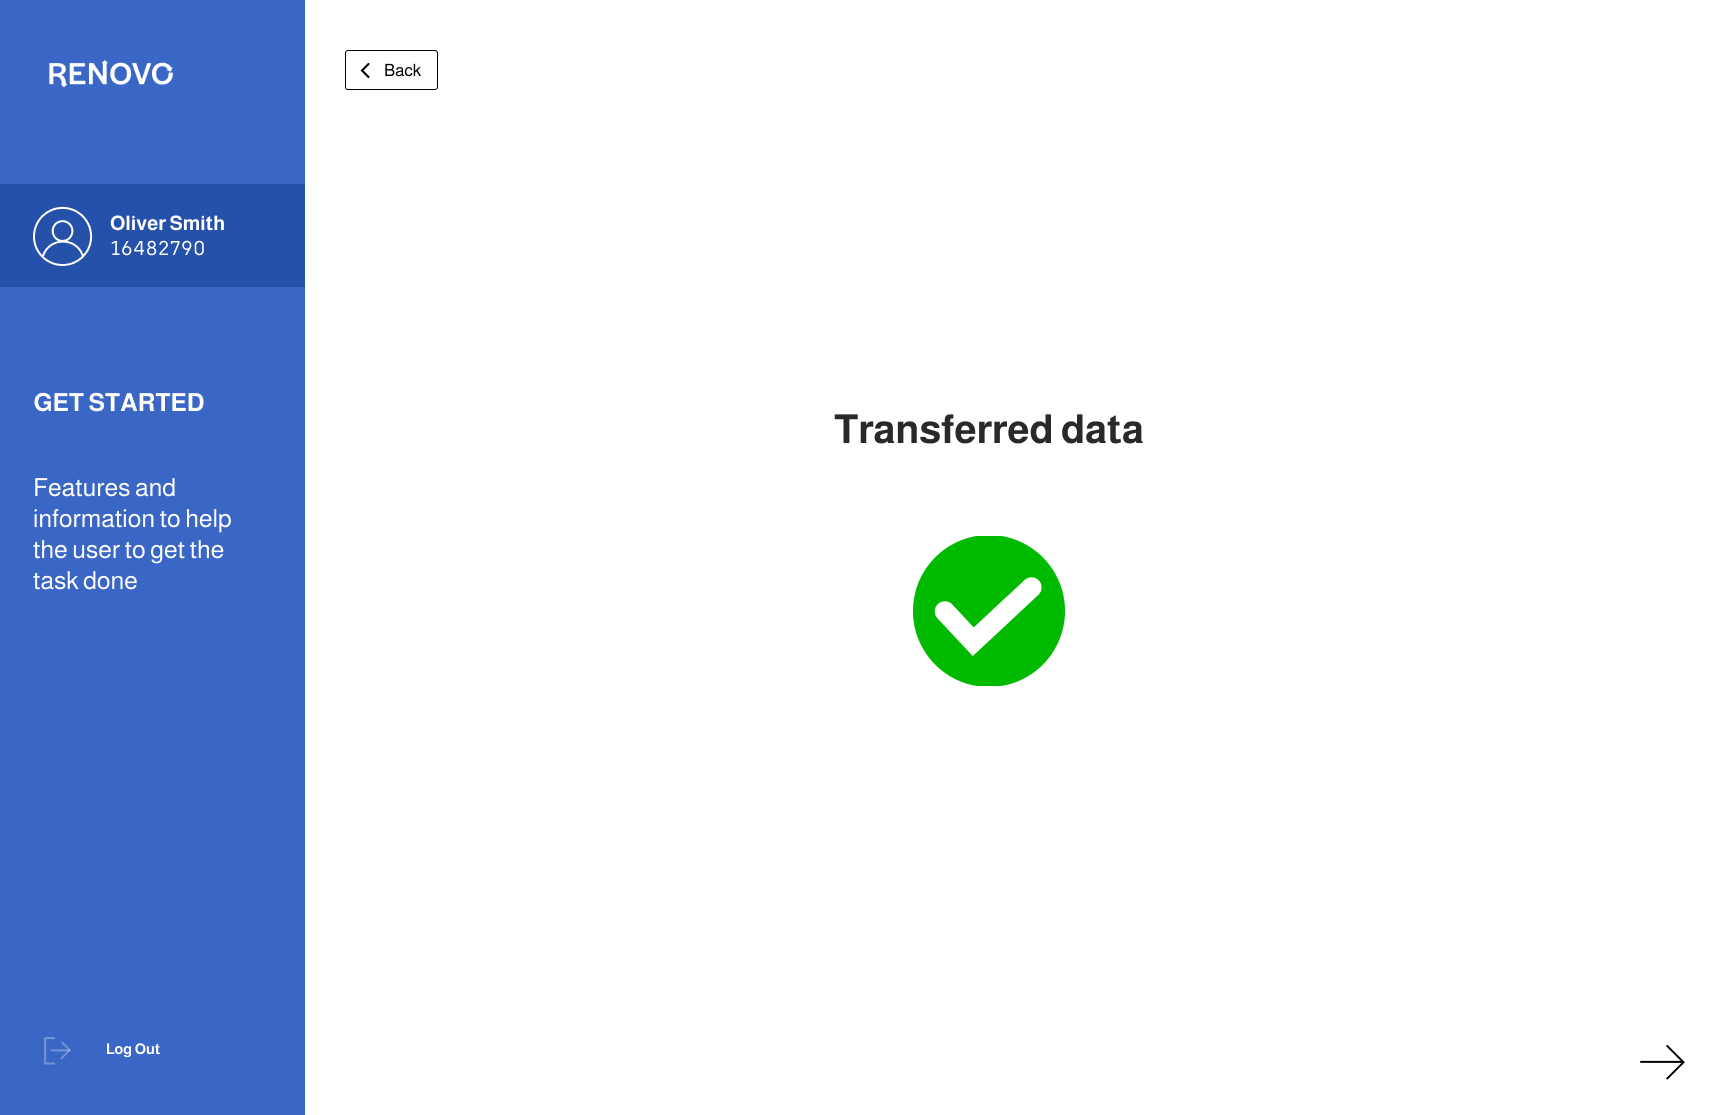 RENOVO
Back
Oliver Smith
16482790
GET STARTED
Features and
information to help
the user to get the
task done
Transferred data
Log Out